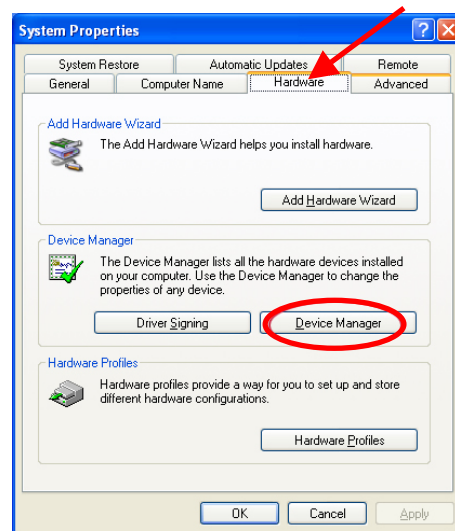 System Properties
System Restore Automatic Updates Remote
General Computer Name Hardware Advanced
Add Hardware Wizard
The Add Hardware Wizard helps you install hardware.
Add Hardware Wizard
Device Manager
The Device Manager lists all the hardware devices installed
on your computer. Use the Device Manager to change the
properties of any device.
Driver Signing Device Manager
Hardware Profiles
Hardware profiles provide a way for you to set up and store
different hardware configurations.
Hardware Profiles
OK Cancel Apply